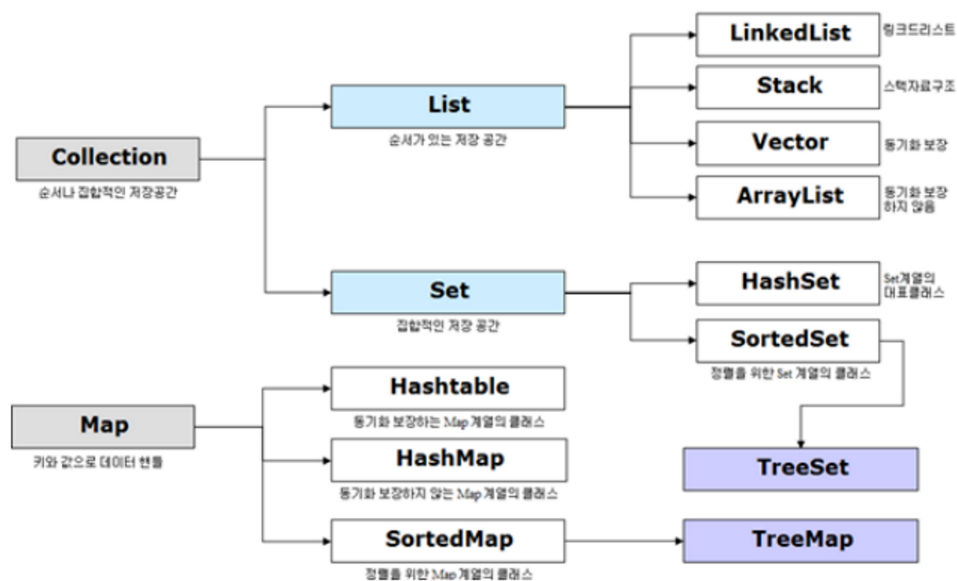 LinkedList
링크드리스트
Stack
스택자료구조
Vector
동기화 보장
ArrayList
동기화 보장
하지 않음
List
순서가 있는 저장 공간
Collection
순서나 집합적인 저장공간
Set
집합적인 저장 공간
HashSet
Set계열의
대표클래스
SortedSet
정렬을 위한 Set 계열의 클래스
TreeSet
Map
키와 값으로 데이터 핸들
Hashtable
동기화 보장하는 Map 계열의 클래스
HashMap
동기화 보장하지 않는 Map 계열의 클래스
SortedMap
정렬을 위한 Map 계열의 클래스
TreeMap